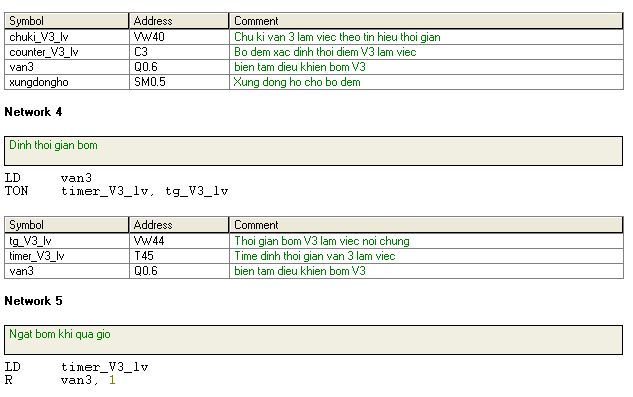 Symbol Address Comment
chuki_V3_lv VW40 Chu ki van 3 lam viec theo tin hieu thoi gian
counter_V3_lv C3 Bo dem xac dinh thoi diem V3 lam viec
van3 Q0.6 bien tam dieu khien bom V3
xungdongho SM0.5 Xung dong ho cho bo dem
Network 4
Dinh thoi gian bom
LD van3
TON timer_V3_lv, tg_V3_lv
Symbol Address Comment
tg_V3_lv VW44 Thoi gian bom V3 lam viec noi chung
timer_V3_lv T45 Time dinh thoi gian van 3 lam viec
van3 Q0.6 bien tam dieu khien bom V3
Network 5
Ngat bom khi qua gio
LD timer_V3_lv
R van3, 1